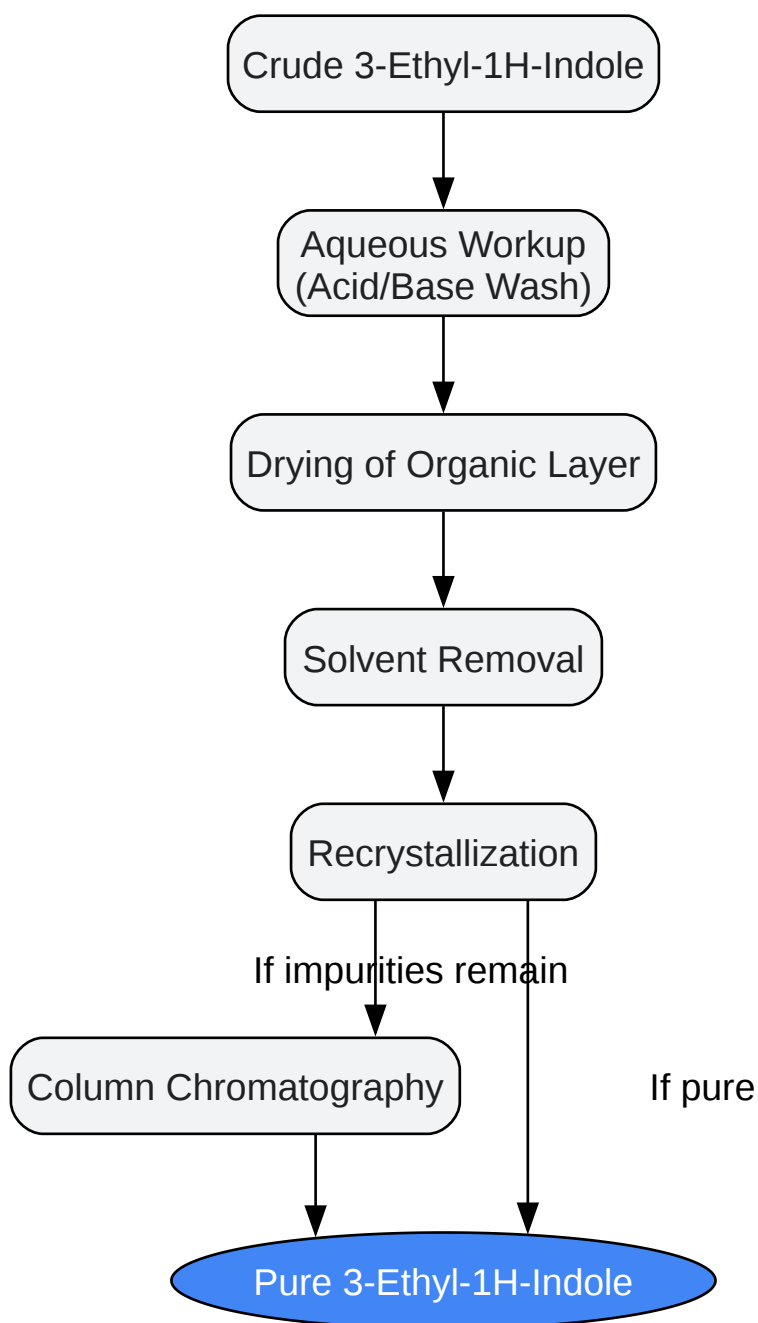 Crude 3-Ethyl-1H-Indole
Aqueous Workup
(Acid/Base Wash)
Drying of Organic Layer
Solvent Removal
Recrystallization
If impurities remain
Column Chromatography
If pure
Pure 3-Ethyl-1H-Indole